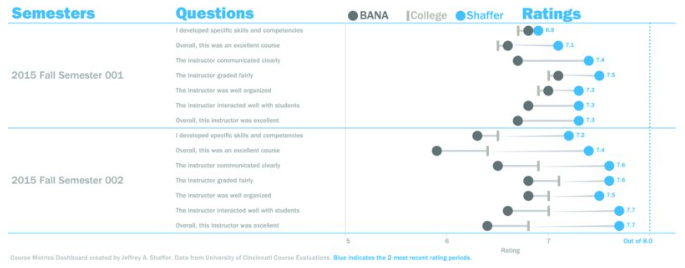 Semesters Questions BANA College Shaffer Ratings
I developed specific skills and competencies 6.9
Overall, this was an excellent course 7.1
The instructor communicated clearly 7.4
2015 Fall Semester 001 The instructor graded fairly 7.5
The instructor was well organized 7.3
The instructor interacted well with students 7.3
Overall, this instructor was excellent 7.3
I developed specific skills and competencies 7.2
Overall, this was an excellent course 7.4
The instructor communicated clearly 7.6
2015 Fall Semester 002 The instructor graded fairly 7.6
The instructor was well organized 7.5
The instructor interacted well with students 7.7
Overall, this instructor was excellent 7.7
5 6 7 Out of 8.0
Rating
Course Metrics Dashboard created by Jeffrey A. Shaffer. Data from University of Cincinnati Course Evaluations. Blue indicates the 2 most recent rating periods.